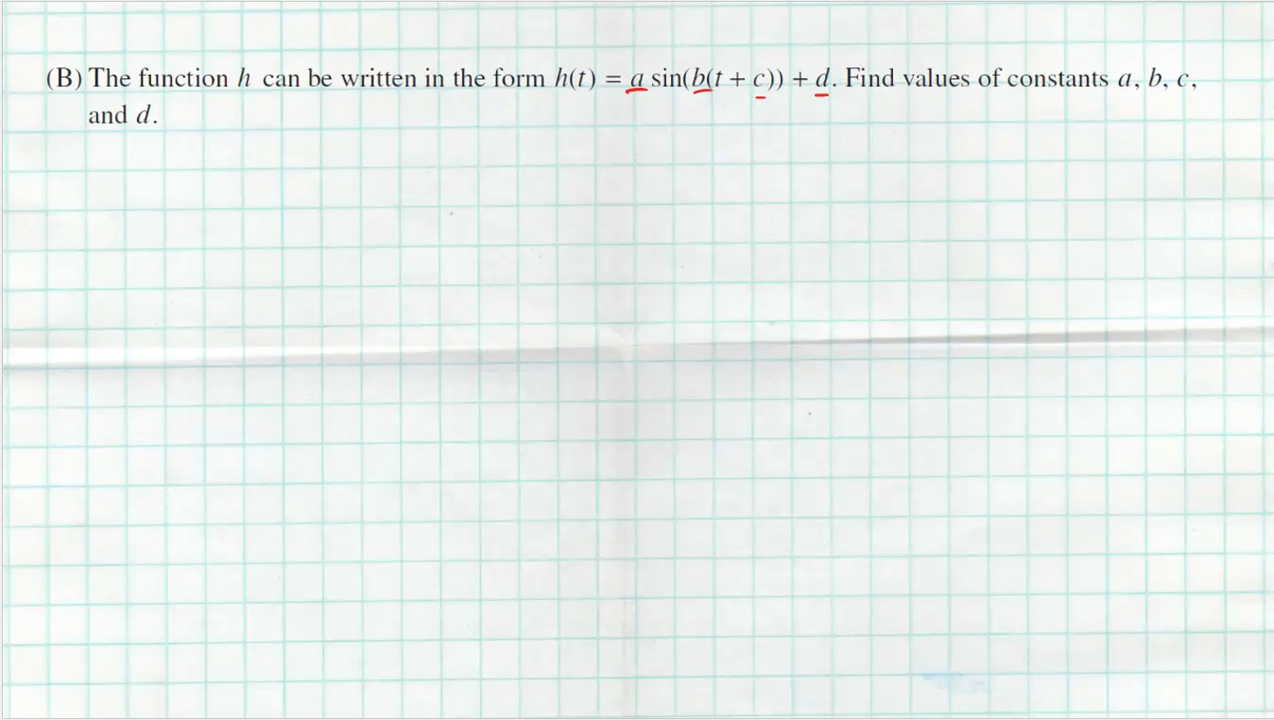 (B) The function h can be written in the form h(t) = a sin(b(t + c)) + d. Find values of constants a, b, c,
and d.